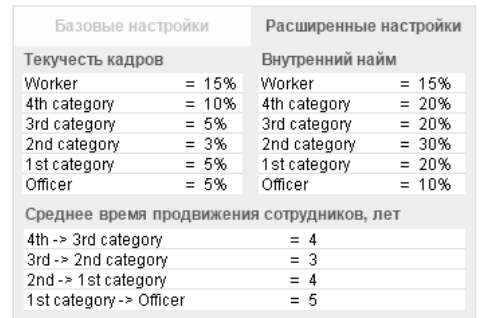 Базовые настройки Расширенные настройки
Текучесть кадров Внутренний найм
Worker = 15% Worker = 15%
4th category = 10% 4th category = 20%
3rd category = 5% 3rd category = 20%
2nd category = 3% 2nd category = 30%
1st category = 5% 1st category = 20%
Officer = 5% Officer = 10%
Среднее время продвижения сотрудников, лет
4th -> 3rd category = 4
3rd -> 2nd category = 3
2nd -> 1st category = 4
1st category -> Officer = 5